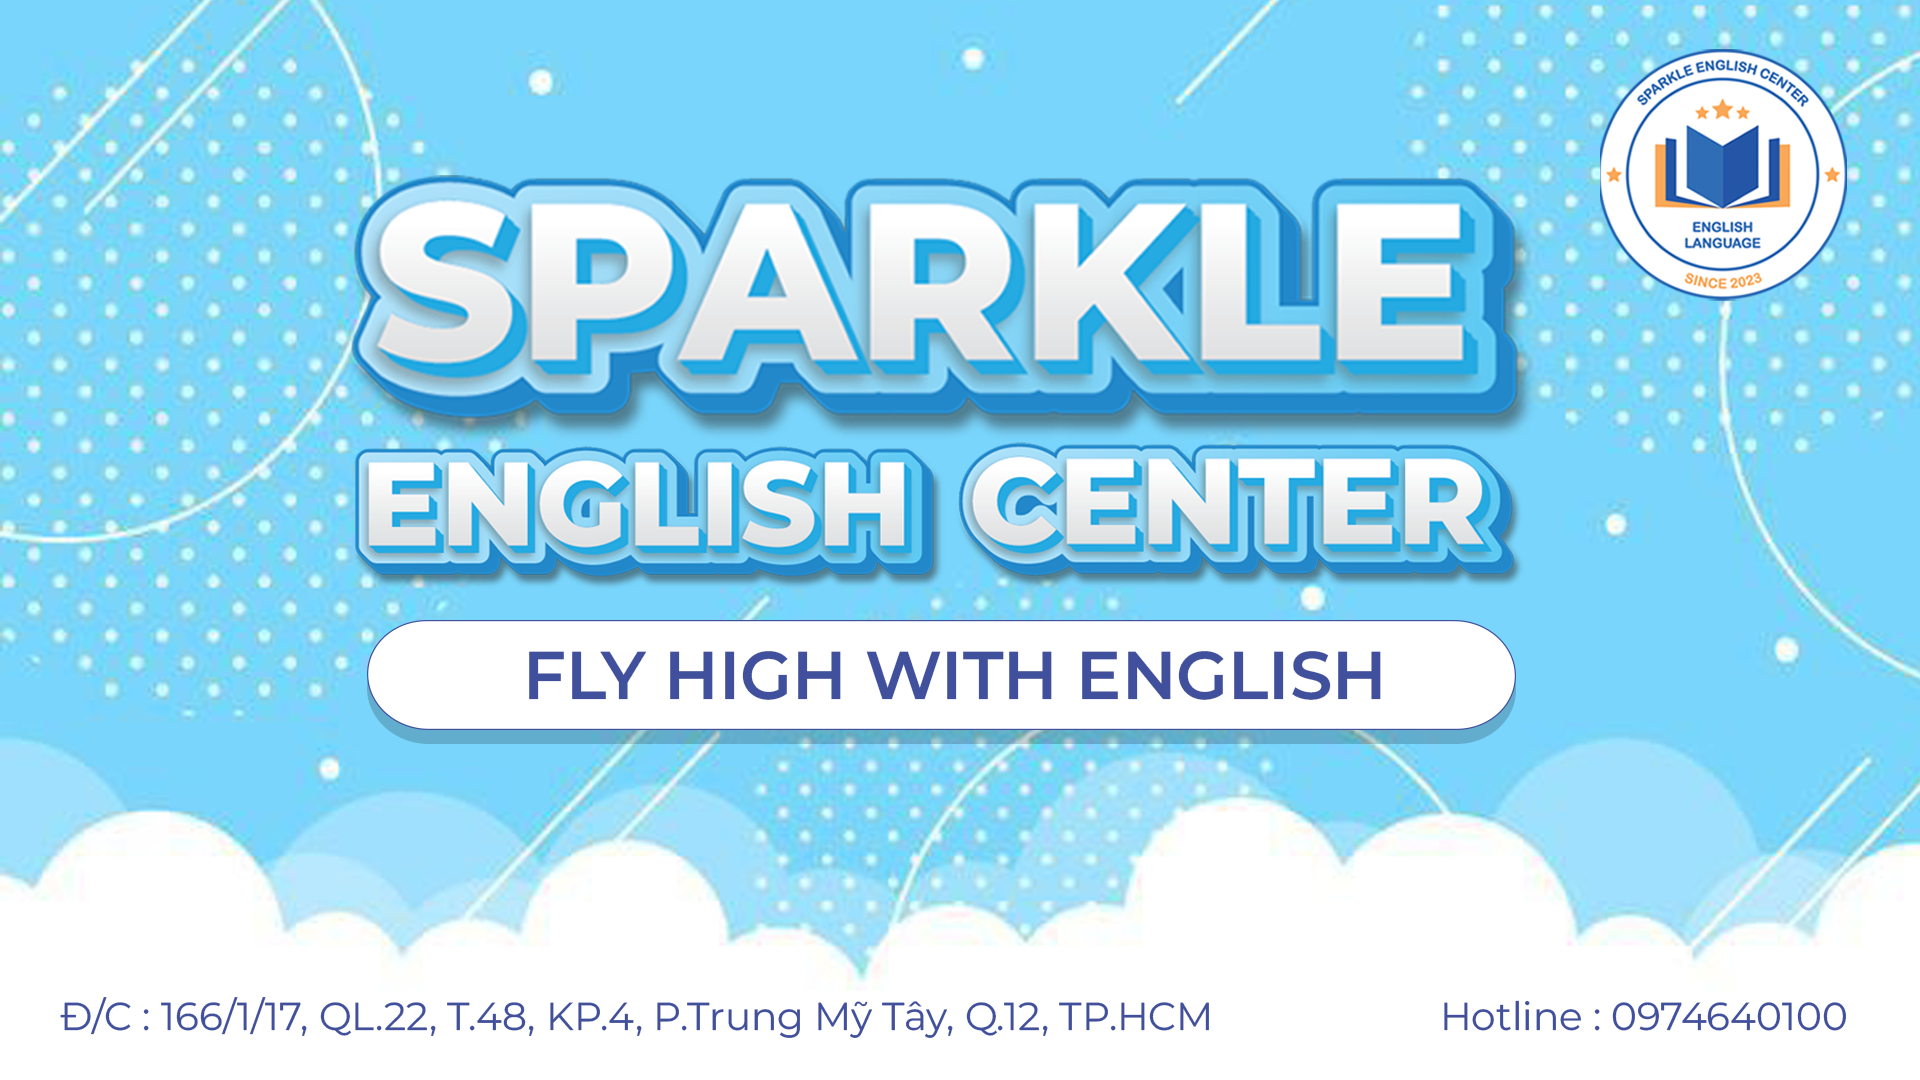 SPARKLE ENGLISH CENTER
ENGLISH
LANGUAGE
SINCE 2023
SPARKLE
ENGLISH CENTER
FLY HIGH WITH ENGLISH
Đ/C : 166/1/17, QL.22, T.48, KP.4, P.Trung Mỹ Tây, Q.12, TP.HCM
Hotline : 0974640100